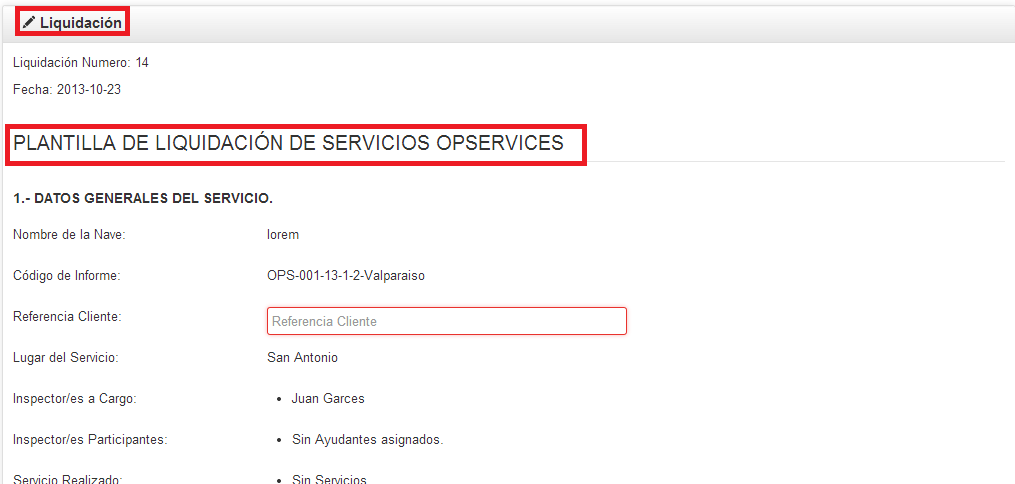 Liquidación
Liquidación Numero: 14
Fecha: 2013-10-23
PLANTILLA DE LIQUIDACIÓN DE SERVICIOS OPSERVICES
1.- DATOS GENERALES DEL SERVICIO.
Nombre de la Nave: lorem
Código de Informe: OPS-001-13-1-2-Valparaiso
Referencia Cliente: Referencia Cliente
Lugar del Servicio: San Antonio
Inspector/es a Cargo: • Juan Garces
Inspector/es Participantes: • Sin Ayudantes asignados.
Servicio Realizado: • Sin Servicios